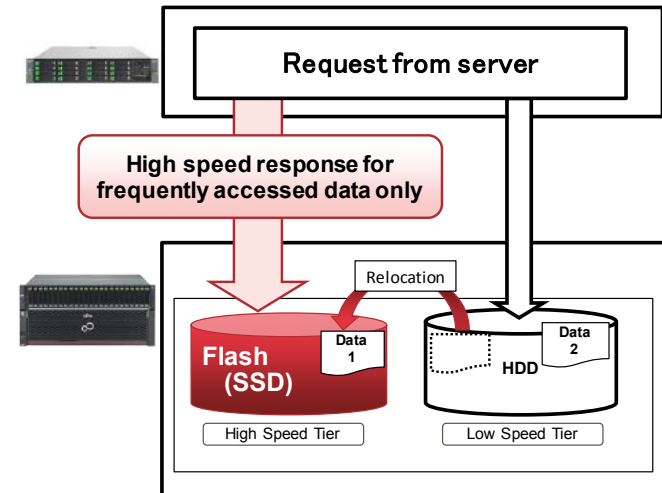 Request from server
High speed response for
frequently accessed data only
Relocation
Flash
(SSD)
Data
1
HDD
Data
2
High Speed Tier
Low Speed Tier